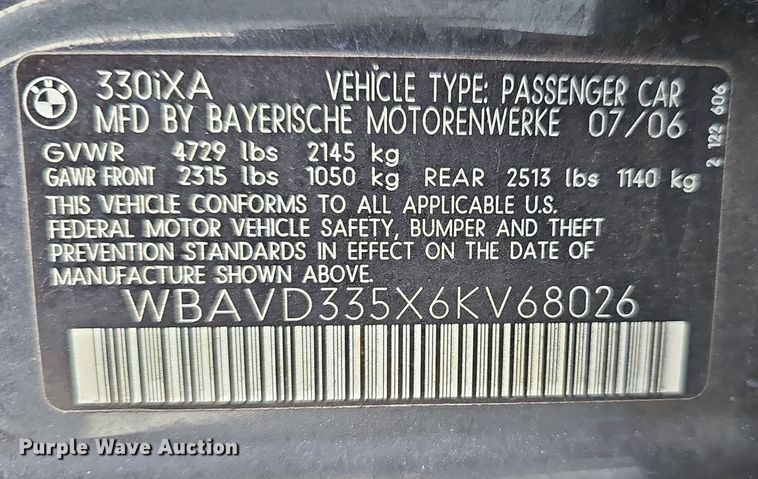 BMW
330iXA VEHICLE TYPE: PASSENGER CAR
MFD BY BAYERISCHE MOTORENWERKE 07/06
GVWR 4729 lbs 2145 kg
GAWR FRONT 2315 lbs 1050 kg REAR 2513 lbs 1140 kg
THIS VEHICLE CONFORMS TO ALL APPLICABLE U.S.
FEDERAL MOTOR VEHICLE SAFETY, BUMPER AND THEFT
PREVENTION STANDARDS IN EFFECT ON THE DATE OF
MANUFACTURE SHOWN ABOVE.
WBAVD335X6KV68026
2 122 606
Purple Wave Auction